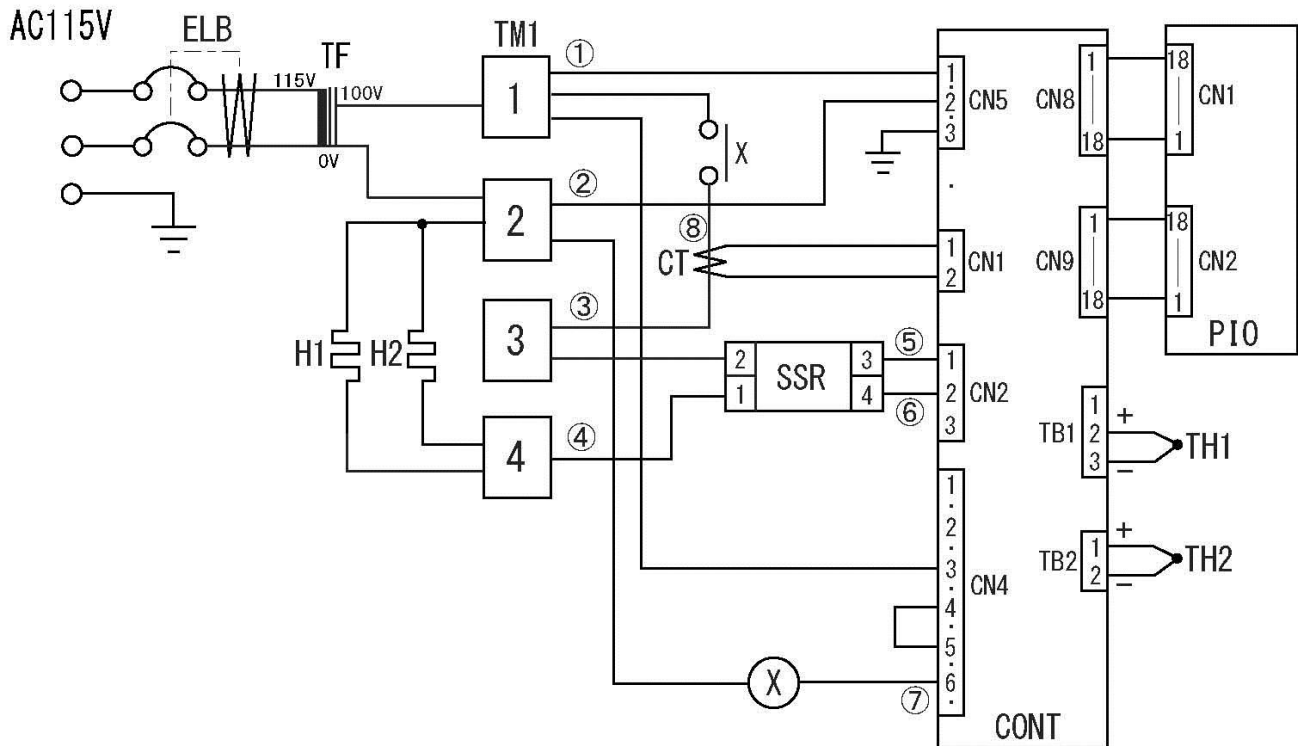 AC115V
ELB
TF
115V
100V
0V
TM1
1
2
3
4
①
②
③
④
⑤
⑥
⑦
⑧
X
CT
H1
H2
2
1
SSR
3
4
X
1
2
3
CN5
1
2
CN1
1
2
3
CN2
1
2
3
4
5
6
CN4
CONT
1
18
CN8
1
18
CN9
TB1
1
2
3
+
−
TH1
TB2
1
2
+
−
TH2
18
1
CN1
18
1
CN2
PIO